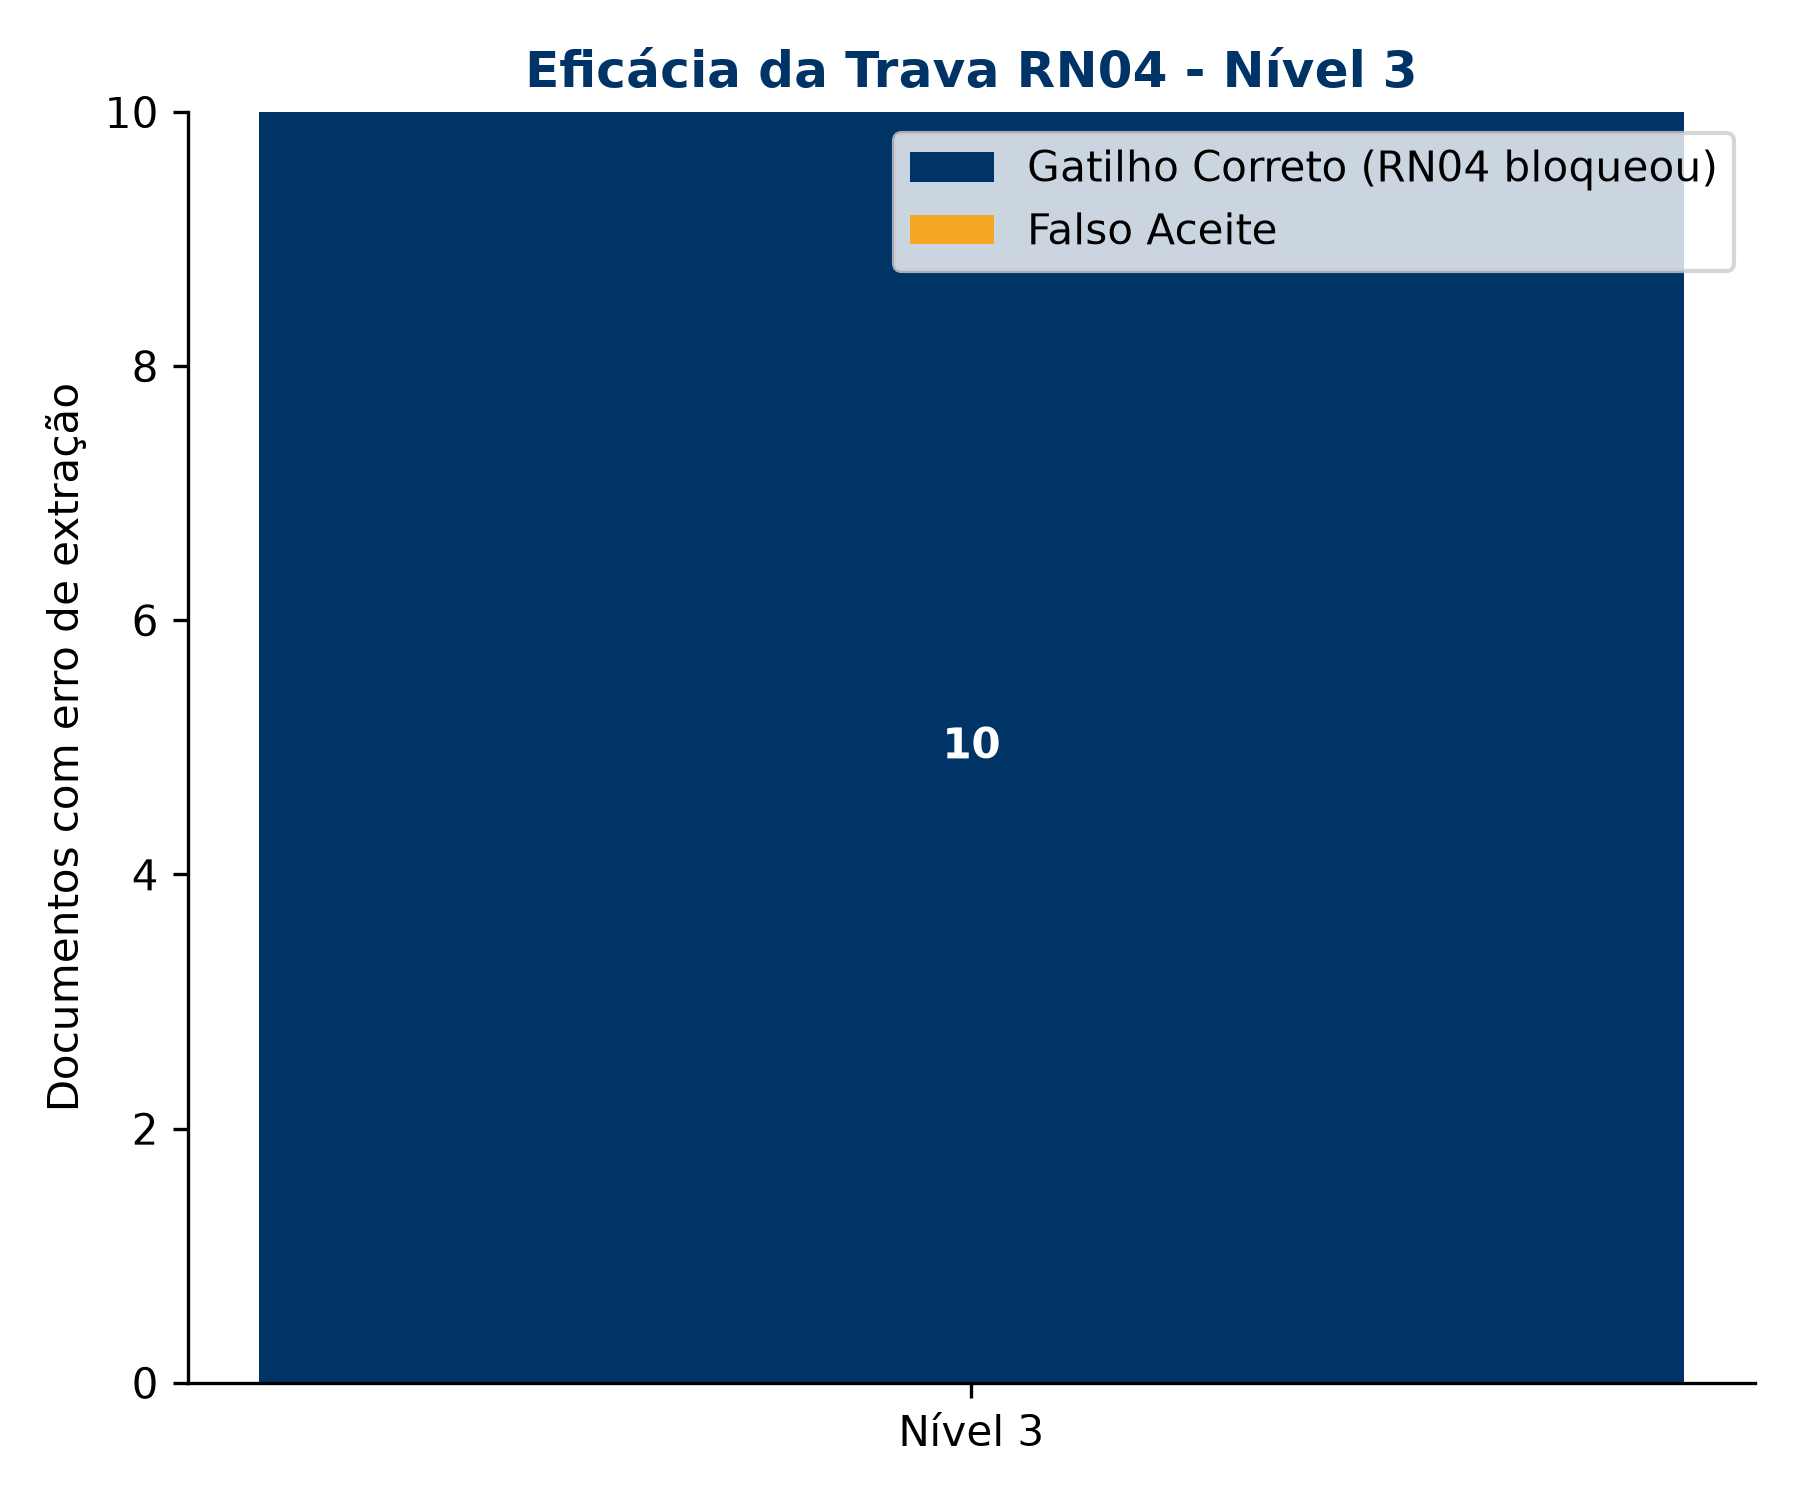 Eficácia da Trava RN04 - Nível 3
Gatilho Correto (RN04 bloqueou)
Falso Aceite
Documentos com erro de extração
10
8
6
4
2
0
10
Nível 3